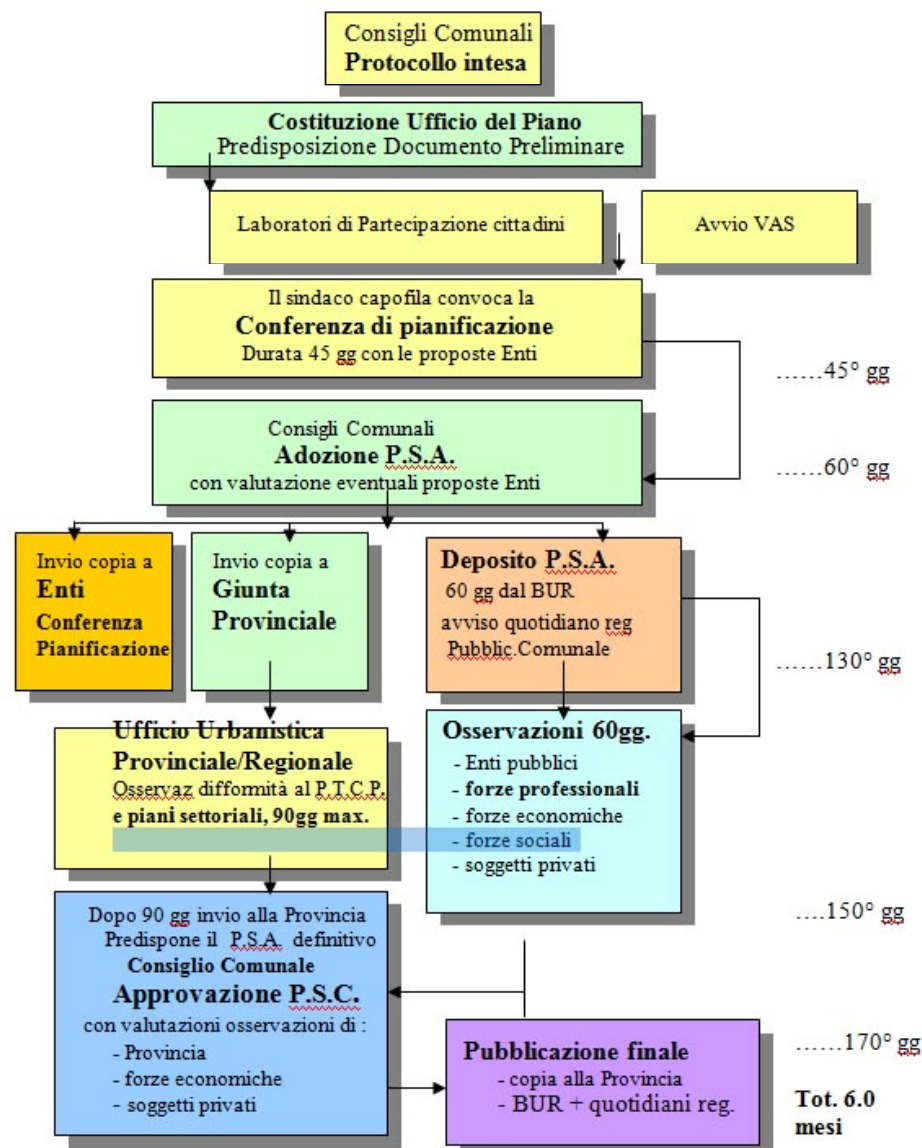 Consigli Comunali
Protocollo intesa
Costituzione Ufficio del Piano
Predisposizione Documento Preliminare
Laboratori di Partecipazione cittadini
Avvio VAS
Il sindaco capofila convoca la
Conferenza di pianificazione
Durata 45 gg con le proposte Enti
......45° gg
Consigli Comunali
Adozione P.S.A.
con valutazione eventuali proposte Enti
......60° gg
Invio copia a
Enti
Conferenza
Pianificazione
Invio copia a
Giunta
Provinciale
Deposito P.S.A.
60 gg dal BUR
avviso quotidiano reg
Pubblic.Comunale
......130° gg
Ufficio Urbanistica
Provinciale/Regionale
Osservaz difformità al P.T.C.P.
e piani settoriali, 90gg max.
Osservazioni 60gg.
- Enti pubblici
- forze professionali
- forze economiche
- forze sociali
- soggetti privati
Dopo 90 gg invio alla Provincia
Predispone il P.S.A. definitivo
Consiglio Comunale
Approvazione P.S.C.
con valutazioni osservazioni di :
- Provincia
- forze economiche
- soggetti privati
....150° gg
Pubblicazione finale
- copia alla Provincia
- BUR + quotidiani reg.
......170° gg
Tot. 6.0
mesi